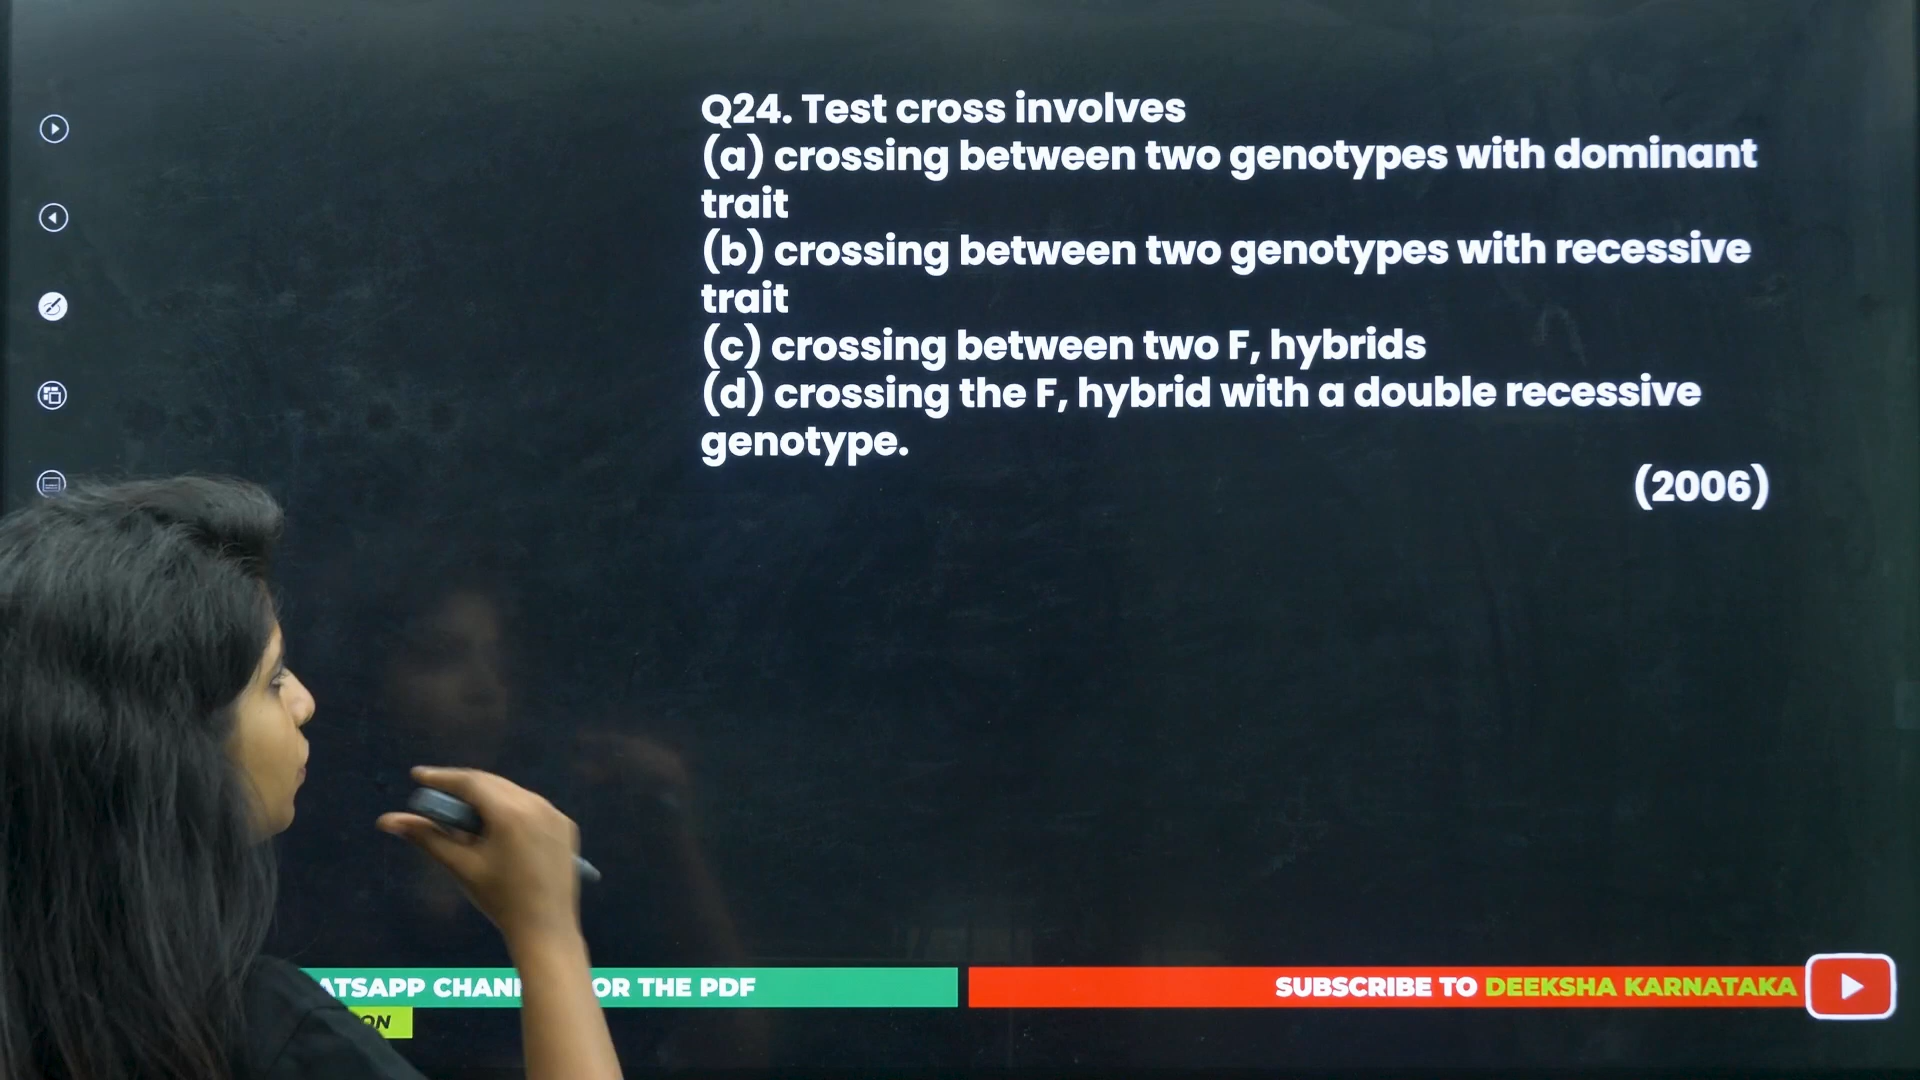 Q24. Test cross involves
(a) crossing between two genotypes with dominant
trait
(b) crossing between two genotypes with recessive
trait
(c) crossing between two F, hybrids
(d) crossing the F, hybrid with a double recessive
genotype.
(2006)
THE PDF
SUBSCRIBE TO DEEKSHA KARNATAKA